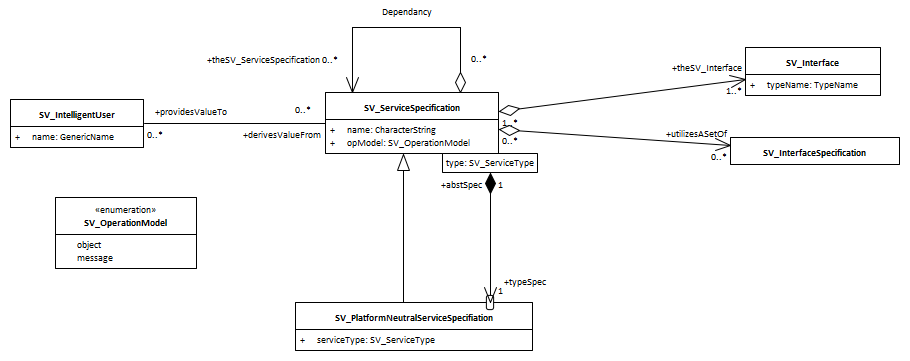 Dependancy
+theSV_ServiceSpecification 0..*
0..*
+theSV_Interface
1..*
SV_Interface
+ typeName: TypeName
SV_IntelligentUser
+ name: GenericName
+providesValueTo
0..*
0..*
+derivesValueFrom
SV_ServiceSpecification
+ name: CharacterString
+ opModel: SV_OperationModel
1..*
0..*
+utilizesASetOf
0..*
SV_InterfaceSpecification
type: SV_ServiceType
+abstSpec 1
«enumeration»
SV_OperationModel
object
message
+typeSpec
1
SV_PlatformNeutralServiceSpecifiation
+ serviceType: SV_ServiceType